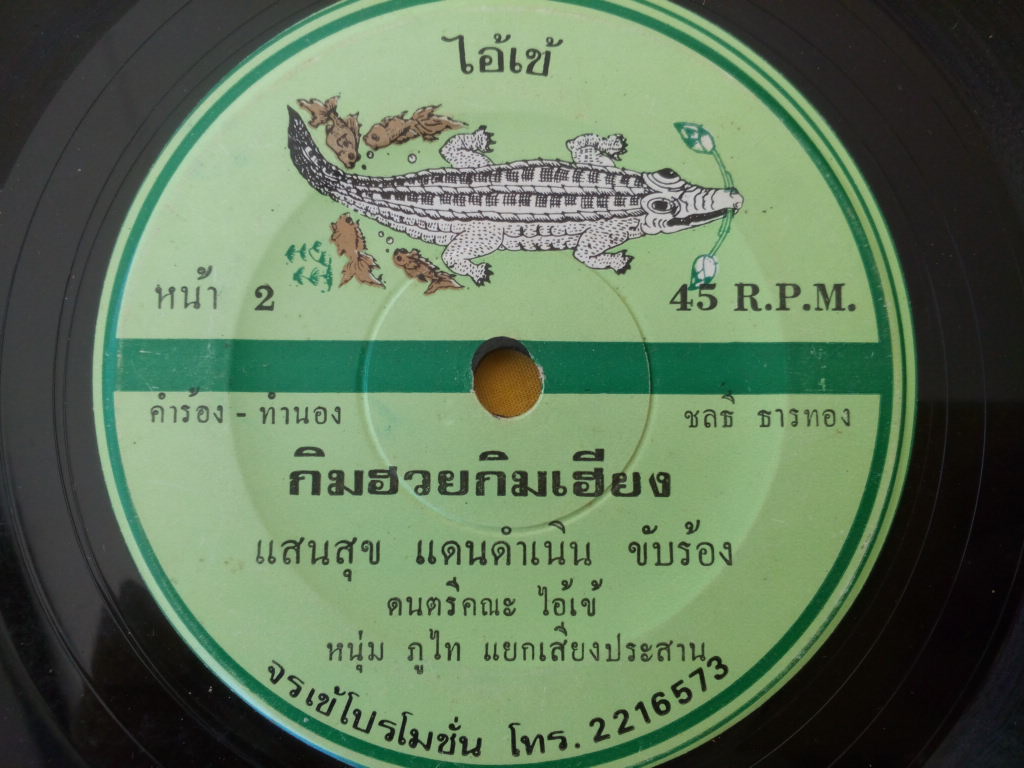 ไอ้เข้
หน้า 2
45 R.P.M.
คำร้อง - ทำนอง
ชลธี ธารทอง
กิมฮวยกิมเฮียง
แสนสุข แดนดำเนิน ขับร้อง
ดนตรีคณะ ไอ้เข้
หนุ่ม ภูไท แยกเสียงประสาน
จรเข้โปรโมชั่น โทร. 2216573